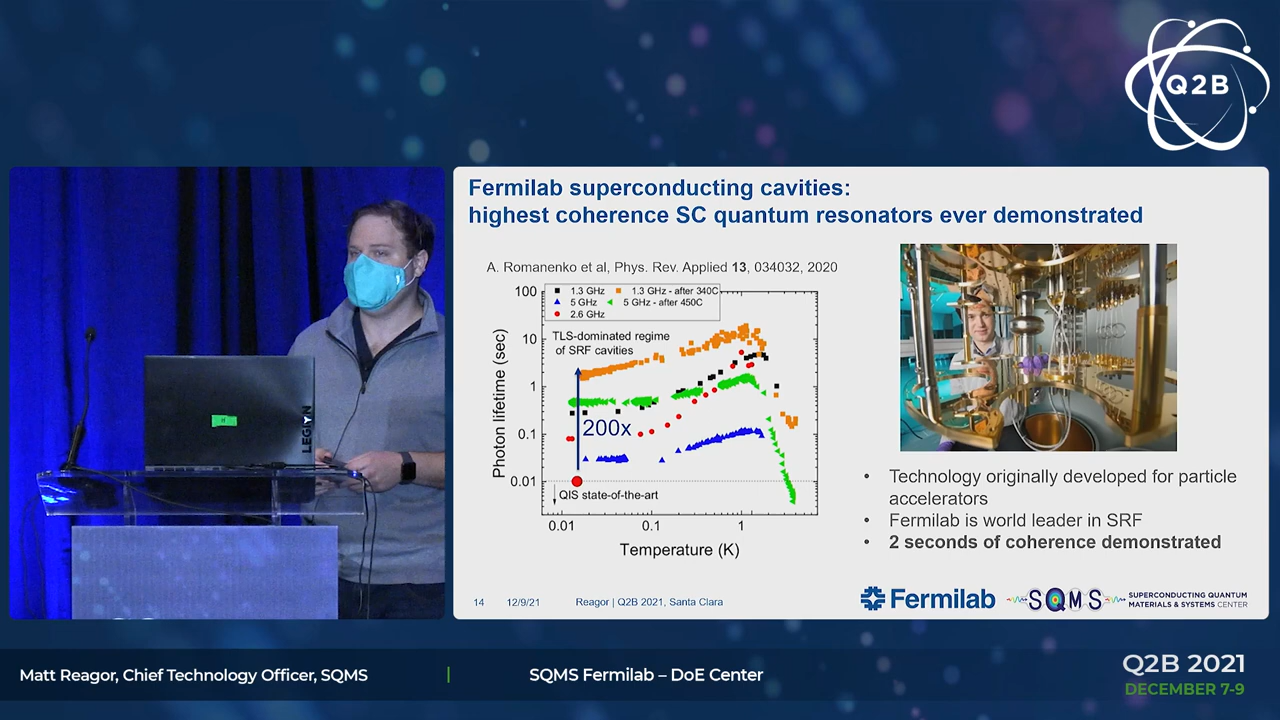 Q2B
Fermilab superconducting cavities:
highest coherence SC quantum resonators ever demonstrated
A. Romanenko et al, Phys. Rev. Applied 13, 034032, 2020
1.3 GHz
1.3 GHz - after 340C
5 GHz
5 GHz - after 450C
2.6 GHz
TLS-dominated regime
of SRF cavities
Photon lifetime (sec)
100
10
1
0.1
0.01
200x
QIS state-of-the-art
0.01
0.1
1
Temperature (K)
• Technology originally developed for particle
accelerators
• Fermilab is world leader in SRF
• 2 seconds of coherence demonstrated
14
12/9/21
Reagor | Q2B 2021, Santa Clara
Fermilab
SQMS
SUPERCONDUCTING QUANTUM
MATERIALS & SYSTEMS CENTER
LEGION
Matt Reagor, Chief Technology Officer, SQMS
SQMS Fermilab – DoE Center
Q2B 2021
DECEMBER 7-9